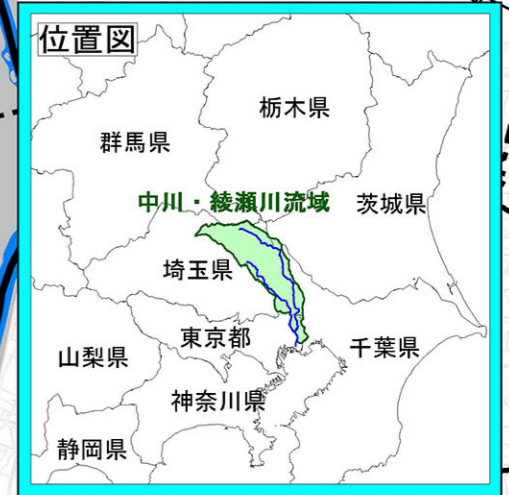 位置図
栃木県
群馬県
中川・綾瀬川流域
茨城県
埼玉県
東京都
千葉県
山梨県
神奈川県
静岡県